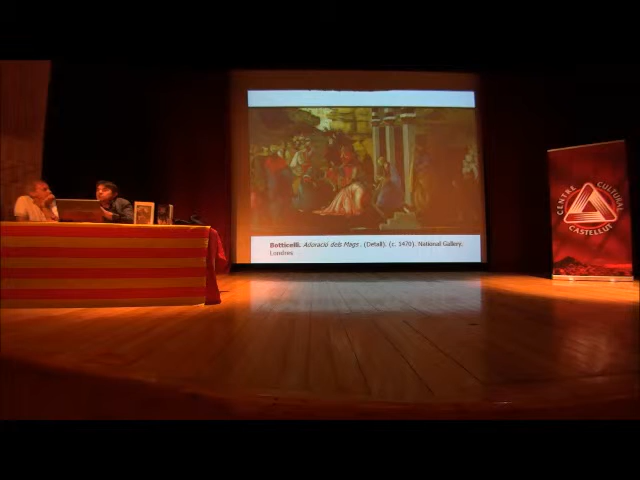 Botticelli. Adoració dels Mags. (Detall). (c. 1470). National Gallery.
Londres
CENTRE CULTURAL
CASTELLUT